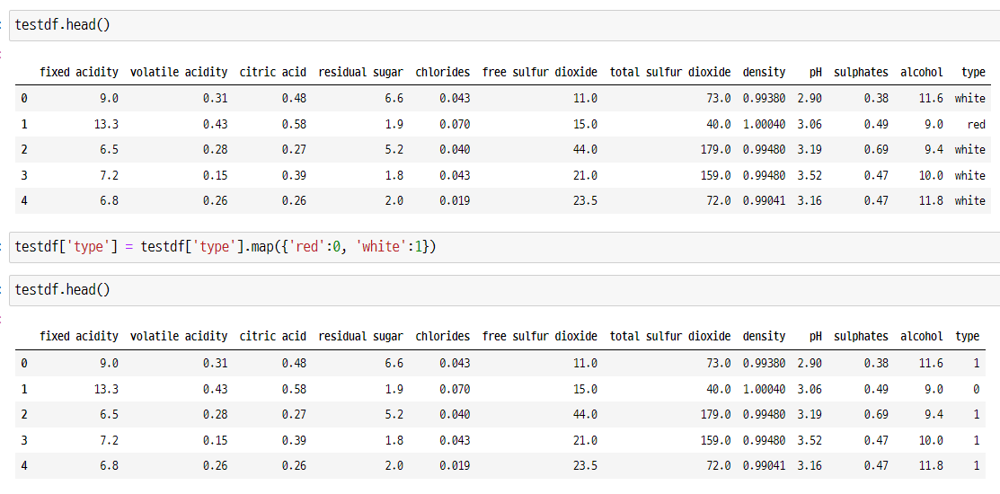 testdf.head()
fixed acidity volatile acidity citric acid residual sugar chlorides free sulfur dioxide total sulfur dioxide density pH sulphates alcohol type
0 9.0 0.31 0.48 6.6 0.043 11.0 73.0 0.99380 2.90 0.38 11.6 white
1 13.3 0.43 0.58 1.9 0.070 15.0 40.0 1.00040 3.06 0.49 9.0 red
2 6.5 0.28 0.27 5.2 0.040 44.0 179.0 0.99480 3.19 0.69 9.4 white
3 7.2 0.15 0.39 1.8 0.043 21.0 159.0 0.99480 3.52 0.47 10.0 white
4 6.8 0.26 0.26 2.0 0.019 23.5 72.0 0.99041 3.16 0.47 11.8 white
testdf['type'] = testdf['type'].map({'red':0, 'white':1})
testdf.head()
fixed acidity volatile acidity citric acid residual sugar chlorides free sulfur dioxide total sulfur dioxide density pH sulphates alcohol type
0 9.0 0.31 0.48 6.6 0.043 11.0 73.0 0.99380 2.90 0.38 11.6 1
1 13.3 0.43 0.58 1.9 0.070 15.0 40.0 1.00040 3.06 0.49 9.0 0
2 6.5 0.28 0.27 5.2 0.040 44.0 179.0 0.99480 3.19 0.69 9.4 1
3 7.2 0.15 0.39 1.8 0.043 21.0 159.0 0.99480 3.52 0.47 10.0 1
4 6.8 0.26 0.26 2.0 0.019 23.5 72.0 0.99041 3.16 0.47 11.8 1